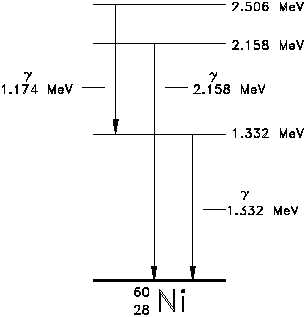 2.506 MeV
2.158 MeV
γ
1.174 MeV
γ
2.158 MeV
1.332 MeV
γ
1.332 MeV
60
28 Ni